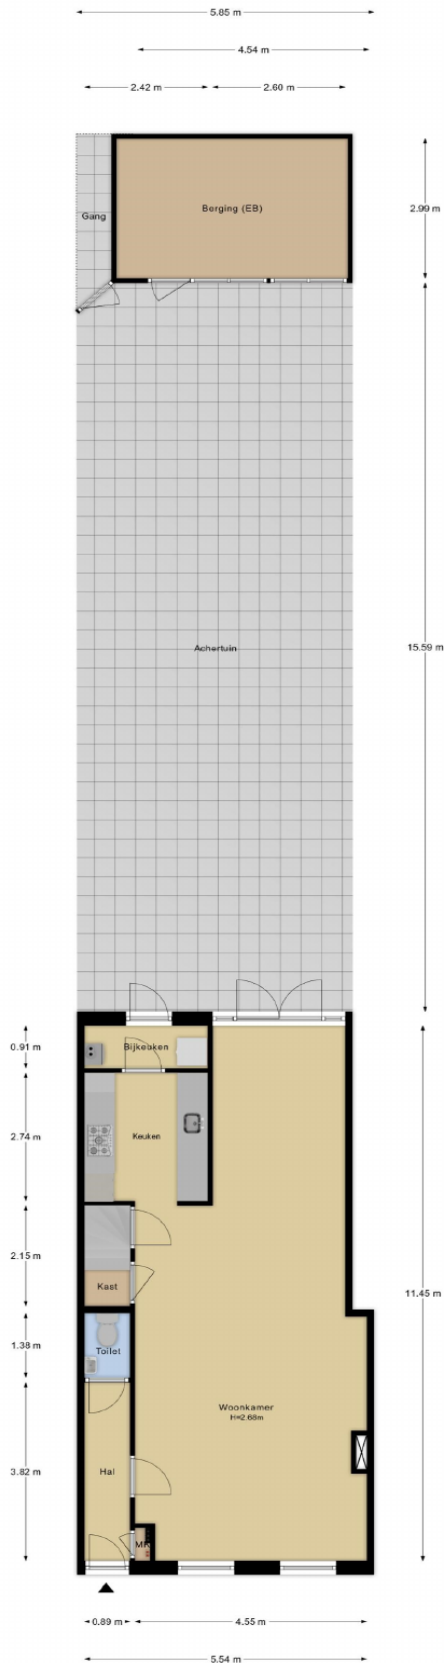 5.85 m
4.54 m
2.42 m
2.60 m
Gang
Berging (EB)
2.99 m
Achertuin
15.59 m
0.91 m
Bijkeuken
2.74 m
Keuken
2.15 m
Kast
11.45 m
1.38 m
Toilet
Woonkamer
H=2.68m
3.82 m
Hal
MK
0.89 m
4.55 m
5.54 m